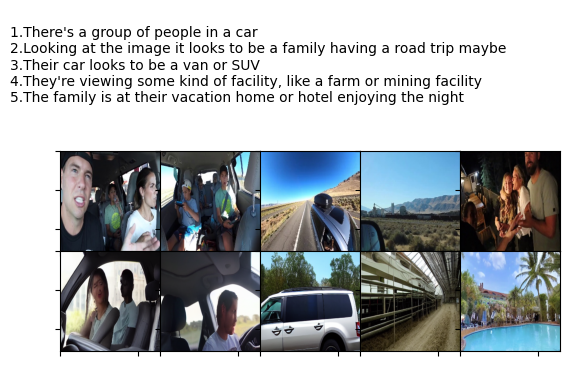 1.There's a group of people in a car
2.Looking at the image it looks to be a family having a road trip maybe
3.Their car looks to be a van or SUV
4.They're viewing some kind of facility, like a farm or mining facility
5.The family is at their vacation home or hotel enjoying the night